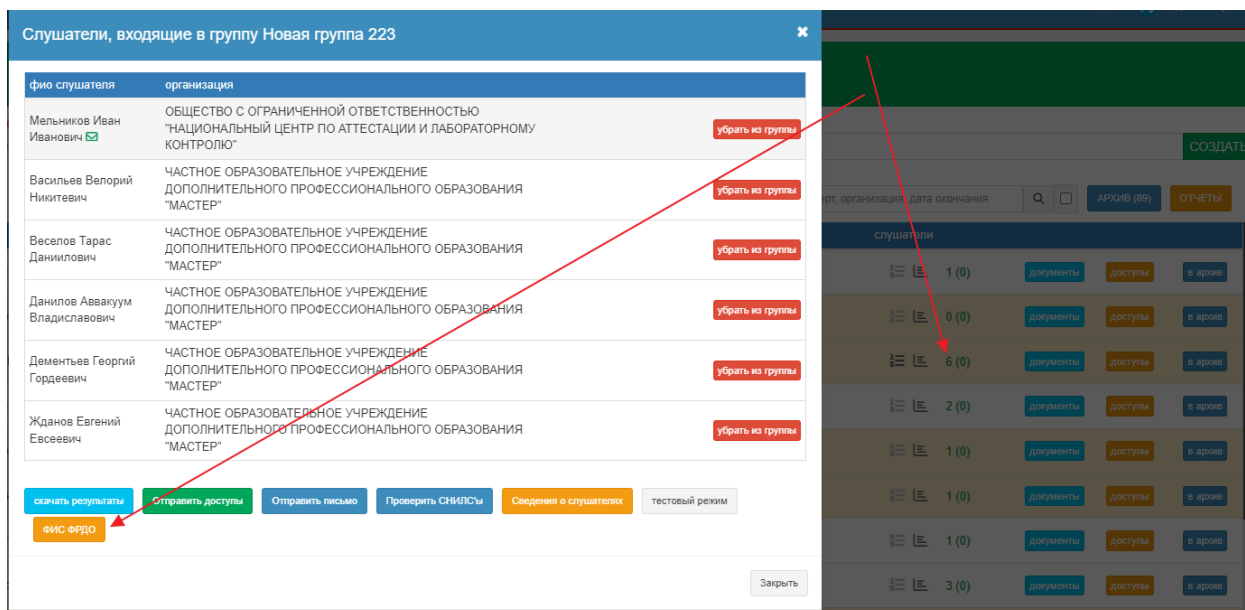 Слушатели, входящие в группу Новая группа 223
фио слушателя организация
Мельников Иван Иванович
ОБЩЕСТВО С ОГРАНИЧЕННОЙ ОТВЕТСТВЕННОСТЬЮ
"НАЦИОНАЛЬНЫЙ ЦЕНТР ПО АТТЕСТАЦИИ И ЛАБОРАТОРНОМУ
КОНТРОЛЮ"
убрать из группы
Васильев Велорий
Никитевич
ЧАСТНОЕ ОБРАЗОВАТЕЛЬНОЕ УЧРЕЖДЕНИЕ
ДОПОЛНИТЕЛЬНОГО ПРОФЕССИОНАЛЬНОГО ОБРАЗОВАНИЯ
"МАСТЕР"
убрать из группы
Веселов Тарас
Даниилович
ЧАСТНОЕ ОБРАЗОВАТЕЛЬНОЕ УЧРЕЖДЕНИЕ
ДОПОЛНИТЕЛЬНОГО ПРОФЕССИОНАЛЬНОГО ОБРАЗОВАНИЯ
"МАСТЕР"
убрать из группы
Данилов Аввакуум
Владиславович
ЧАСТНОЕ ОБРАЗОВАТЕЛЬНОЕ УЧРЕЖДЕНИЕ
ДОПОЛНИТЕЛЬНОГО ПРОФЕССИОНАЛЬНОГО ОБРАЗОВАНИЯ
"МАСТЕР"
убрать из группы
Дементьев Георгий
Гордеевич
ЧАСТНОЕ ОБРАЗОВАТЕЛЬНОЕ УЧРЕЖДЕНИЕ
ДОПОЛНИТЕЛЬНОГО ПРОФЕССИОНАЛЬНОГО ОБРАЗОВАНИЯ
"МАСТЕР"
убрать из группы
Жданов Евгений
Евсеевич
ЧАСТНОЕ ОБРАЗОВАТЕЛЬНОЕ УЧРЕЖДЕНИЕ
ДОПОЛНИТЕЛЬНОГО ПРОФЕССИОНАЛЬНОГО ОБРАЗОВАНИЯ
"МАСТЕР"
убрать из группы
скачать результаты Отправить доступы Отправить письмо Проверить СНИЛС'ы Сведения о слушателях тестовый режим
ФИС ФРДО
Закрыть
СОЗДАТЬ
организация, дата окончания АРХИВ (89) ОТЧЕТЫ
слушатели
1 (0) документы доступы в архив
0 (0) документы доступы в архив
6 (0) документы доступы в архив
2 (0) документы доступы в архив
1 (0) документы доступы в архив
1 (0) документы доступы в архив
1 (0) документы доступы в архив
3 (0) документы доступы в архив